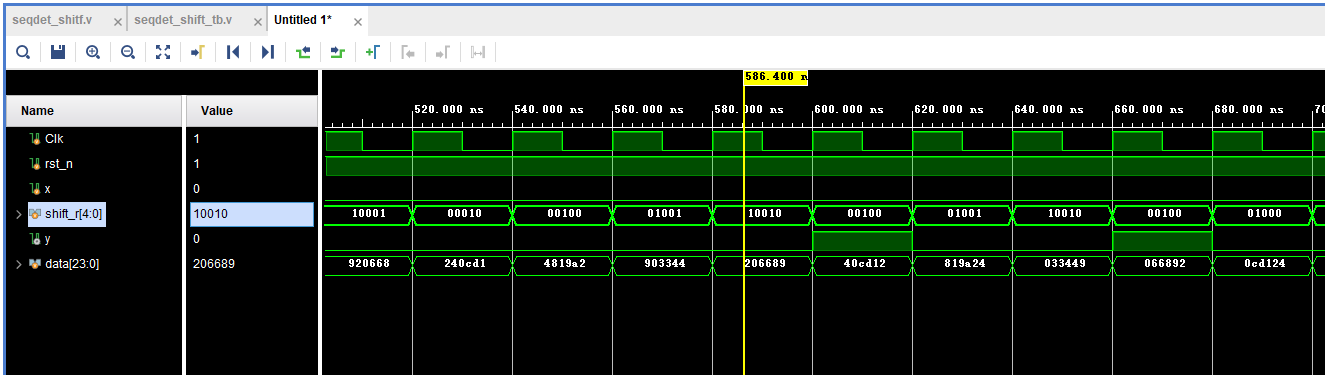 seqdet_shitf.v × seqdet_shift_tb.v × Untitled 1* ×
586.400 n
Name Value
520.000 ns 540.000 ns 560.000 ns 580.000 ns 600.000 ns 620.000 ns 640.000 ns 660.000 ns 680.000 ns 70
Clk 1
rst_n 1
x 0
shift_r[4:0] 10010 10001 00010 00100 01001 10010 00100 01001 10010 00100 01000
y 0
data[23:0] 206689 920668 240cd1 4819a2 903344 206689 40cd12 819a24 033449 066892 0cd124